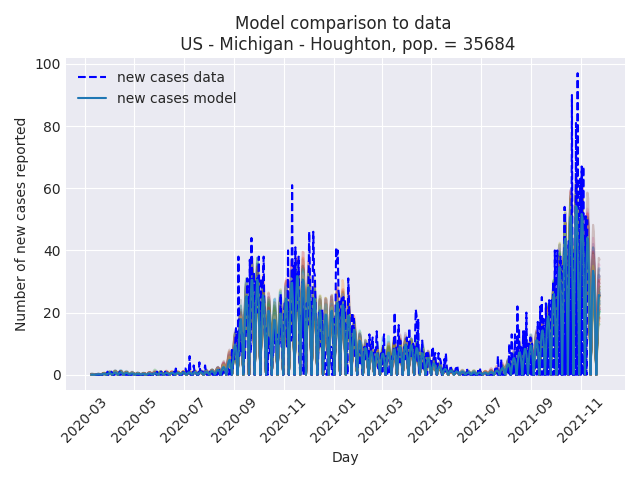 Model comparison to data
US - Michigan - Houghton, pop. = 35684
new cases data
new cases model
Number of new cases reported
100
80
60
40
20
0
2020-03
2020-05
2020-07
2020-09
2020-11
2021-01
2021-03
2021-05
2021-07
2021-09
2021-11
Day